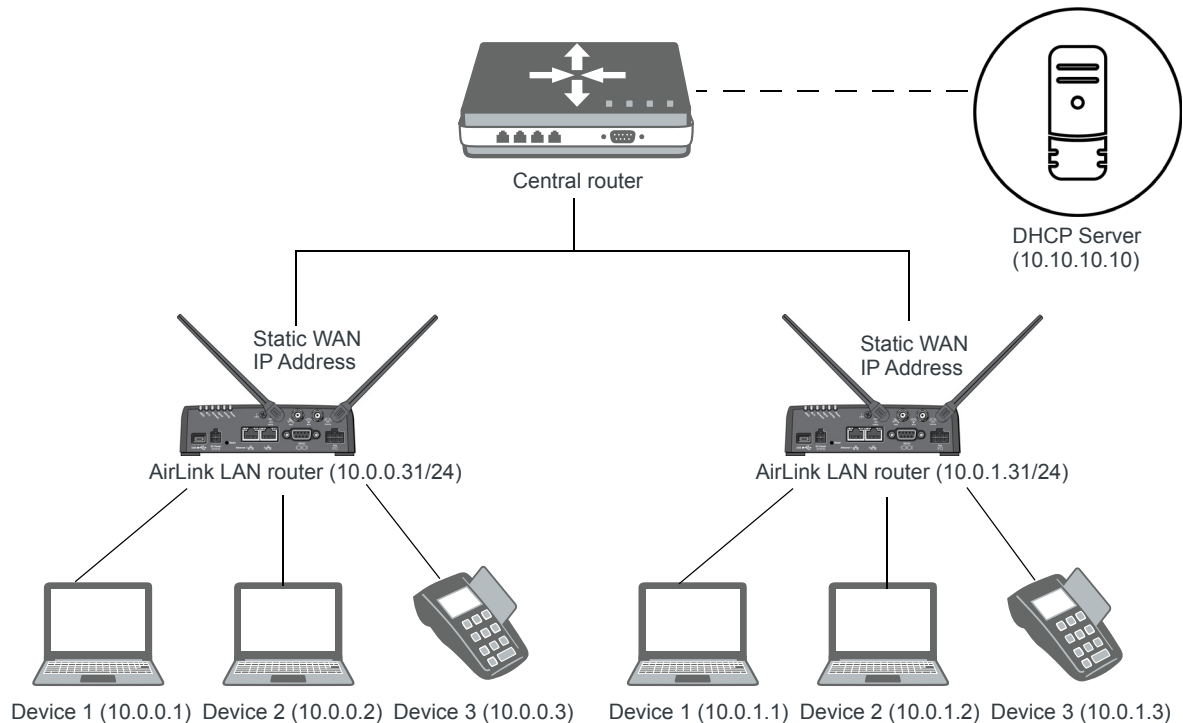 Central router
DHCP Server
(10.10.10.10)
Static WAN
IP Address
Static WAN
IP Address
AirLink LAN router (10.0.0.31/24)
AirLink LAN router (10.0.1.31/24)
Device 1 (10.0.0.1) Device 2 (10.0.0.2) Device 3 (10.0.0.3)
Device 1 (10.0.1.1) Device 2 (10.0.1.2) Device 3 (10.0.1.3)